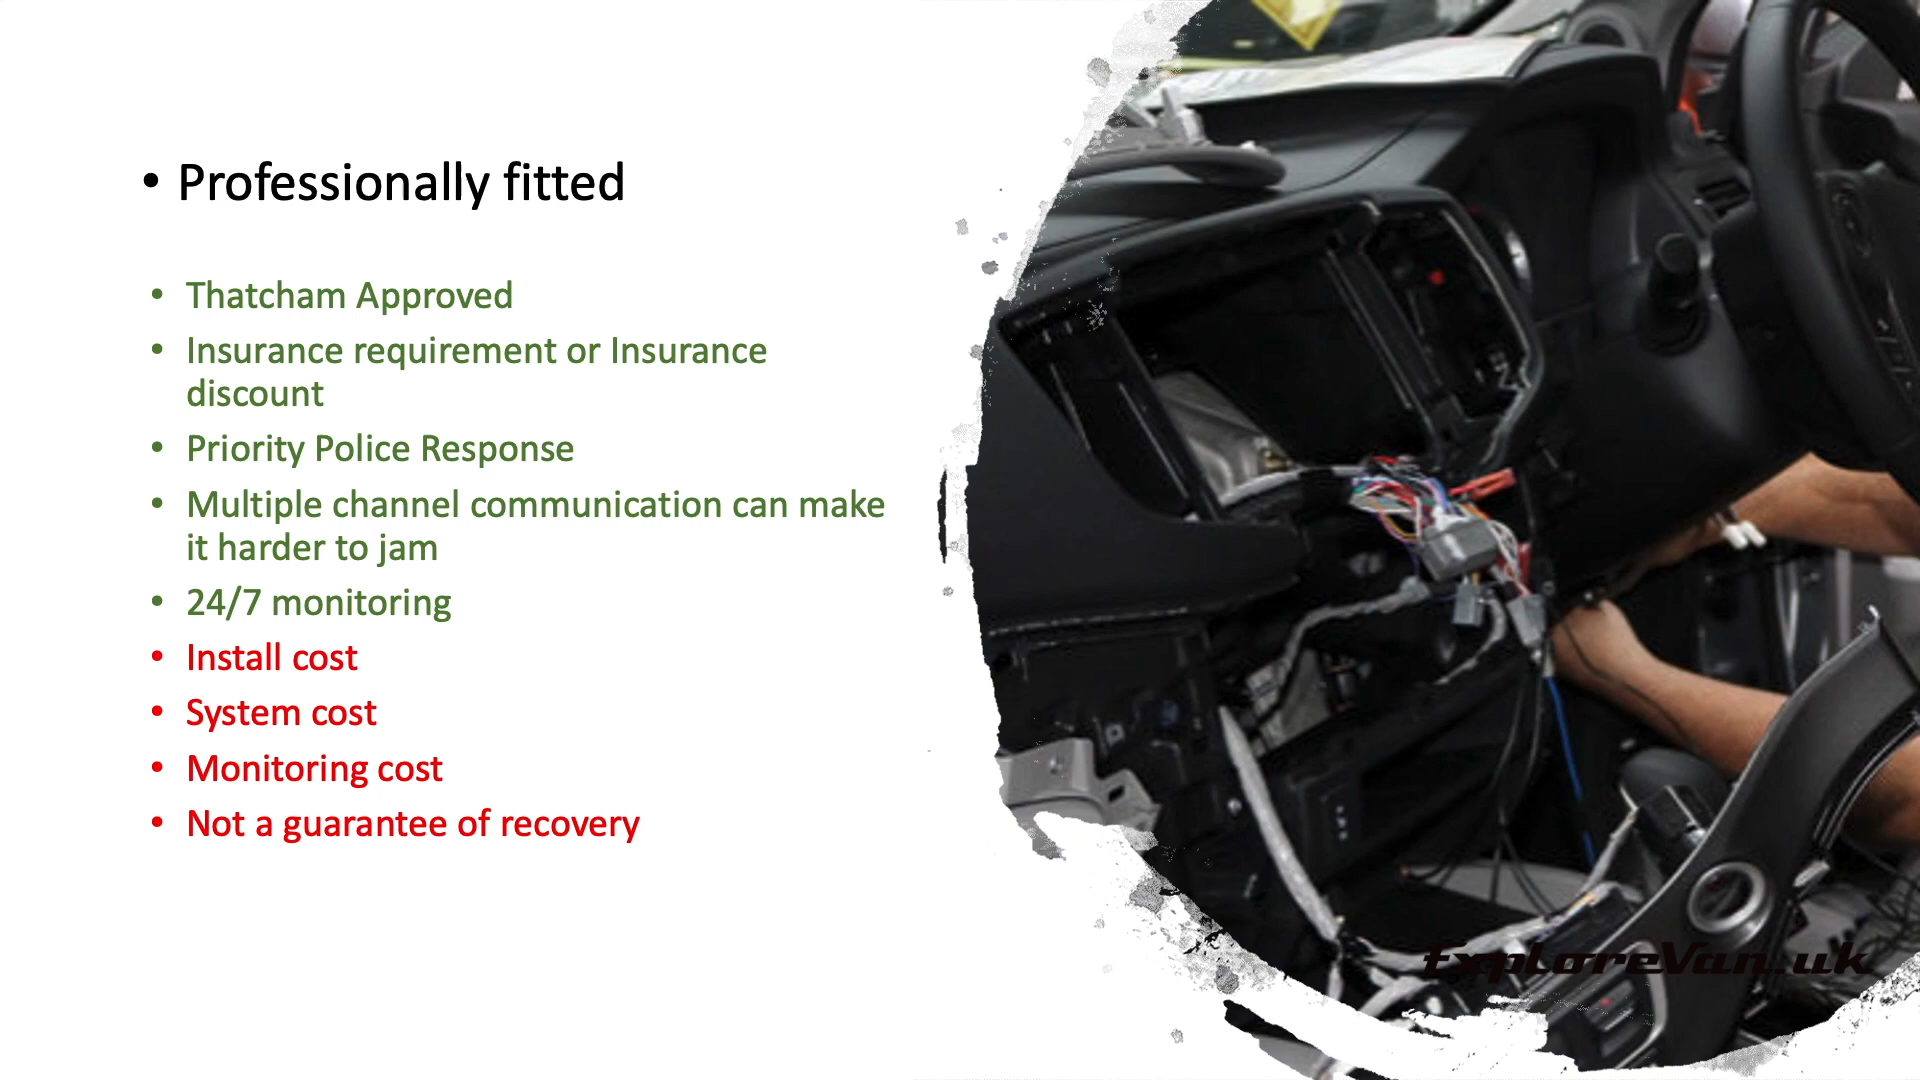 • Professionally fitted
• Thatcham Approved
• Insurance requirement or Insurance
discount
• Priority Police Response
• Multiple channel communication can make
it harder to jam
• 24/7 monitoring
• Install cost
• System cost
• Monitoring cost
• Not a guarantee of recovery
ExploreVan.uk